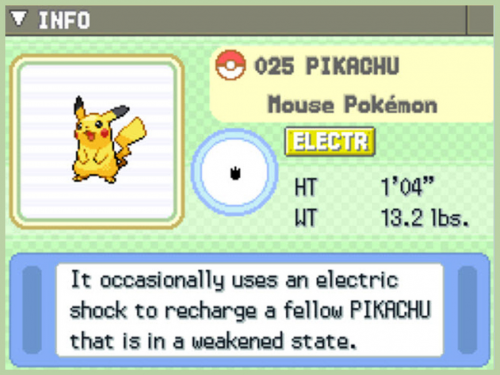 ▼ INFO
025 PIKACHU
Mouse Pokémon
ELECTR
HT 1'04"
WT 13.2 lbs.
It occasionally uses an electric
shock to recharge a fellow PIKACHU
that is in a weakened state.